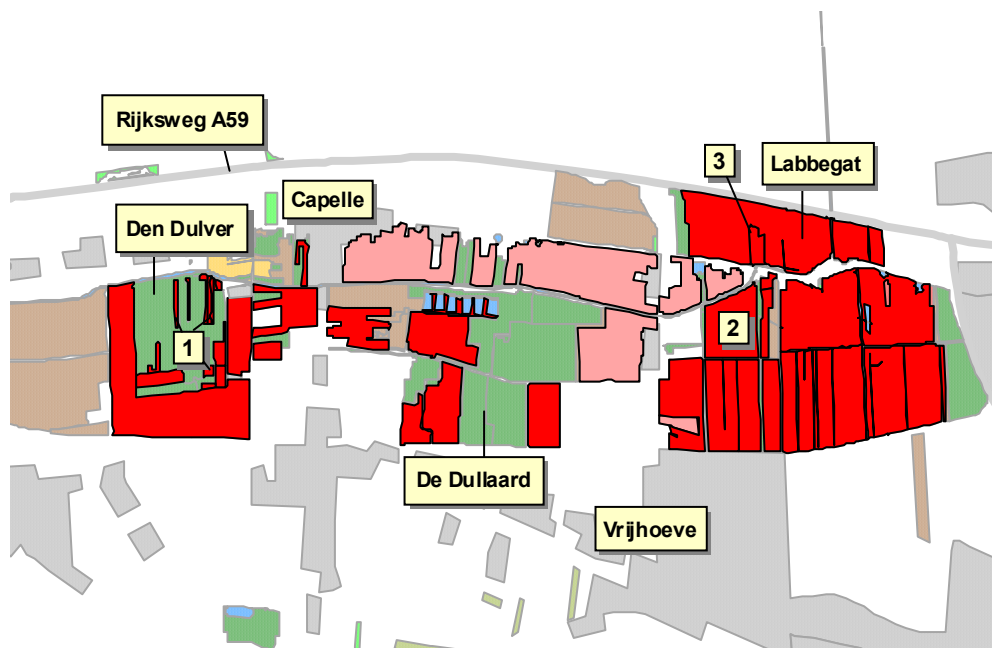 Rijksweg A59
3
Labbegat
Capelle
Den Dulver
2
1
De Dullaard
Vrijhoeve